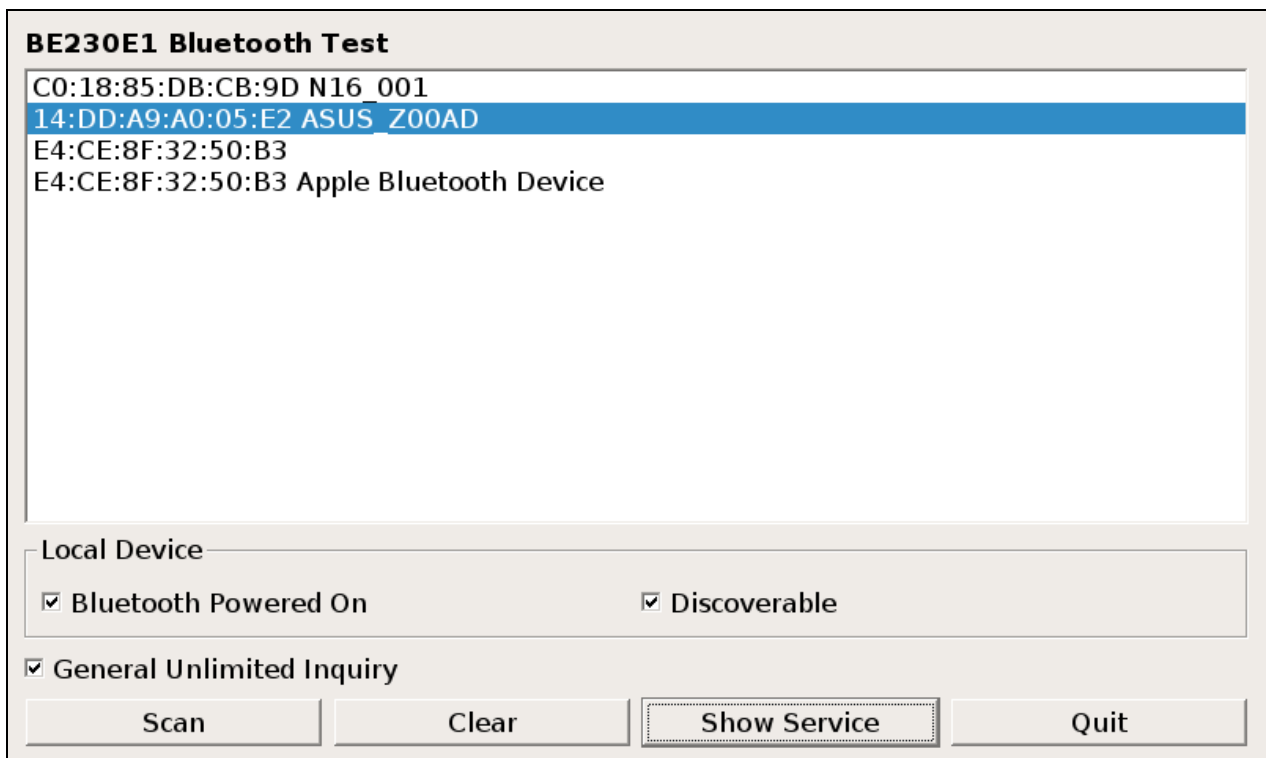 BE230E1 Bluetooth Test
C0:18:85:DB:CB:9D N16_001
14:DD:A9:A0:05:E2 ASUS_Z00AD
E4:CE:8F:32:50:B3
E4:CE:8F:32:50:B3 Apple Bluetooth Device
Local Device
Bluetooth Powered On
Discoverable
General Unlimited Inquiry
Scan
Clear
Show Service
Quit